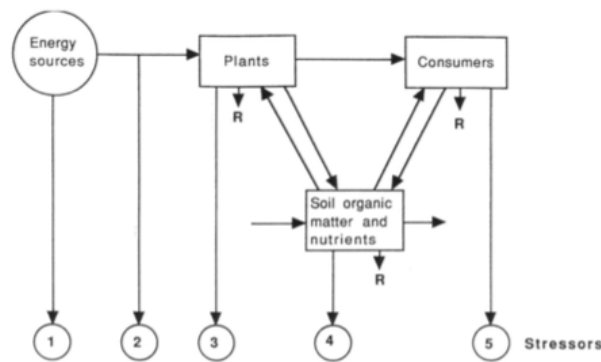 Energy
sources
Plants
Consumers
R
R
Soil organic
matter and
nutrients
R
1
2
3
4
5
Stressors